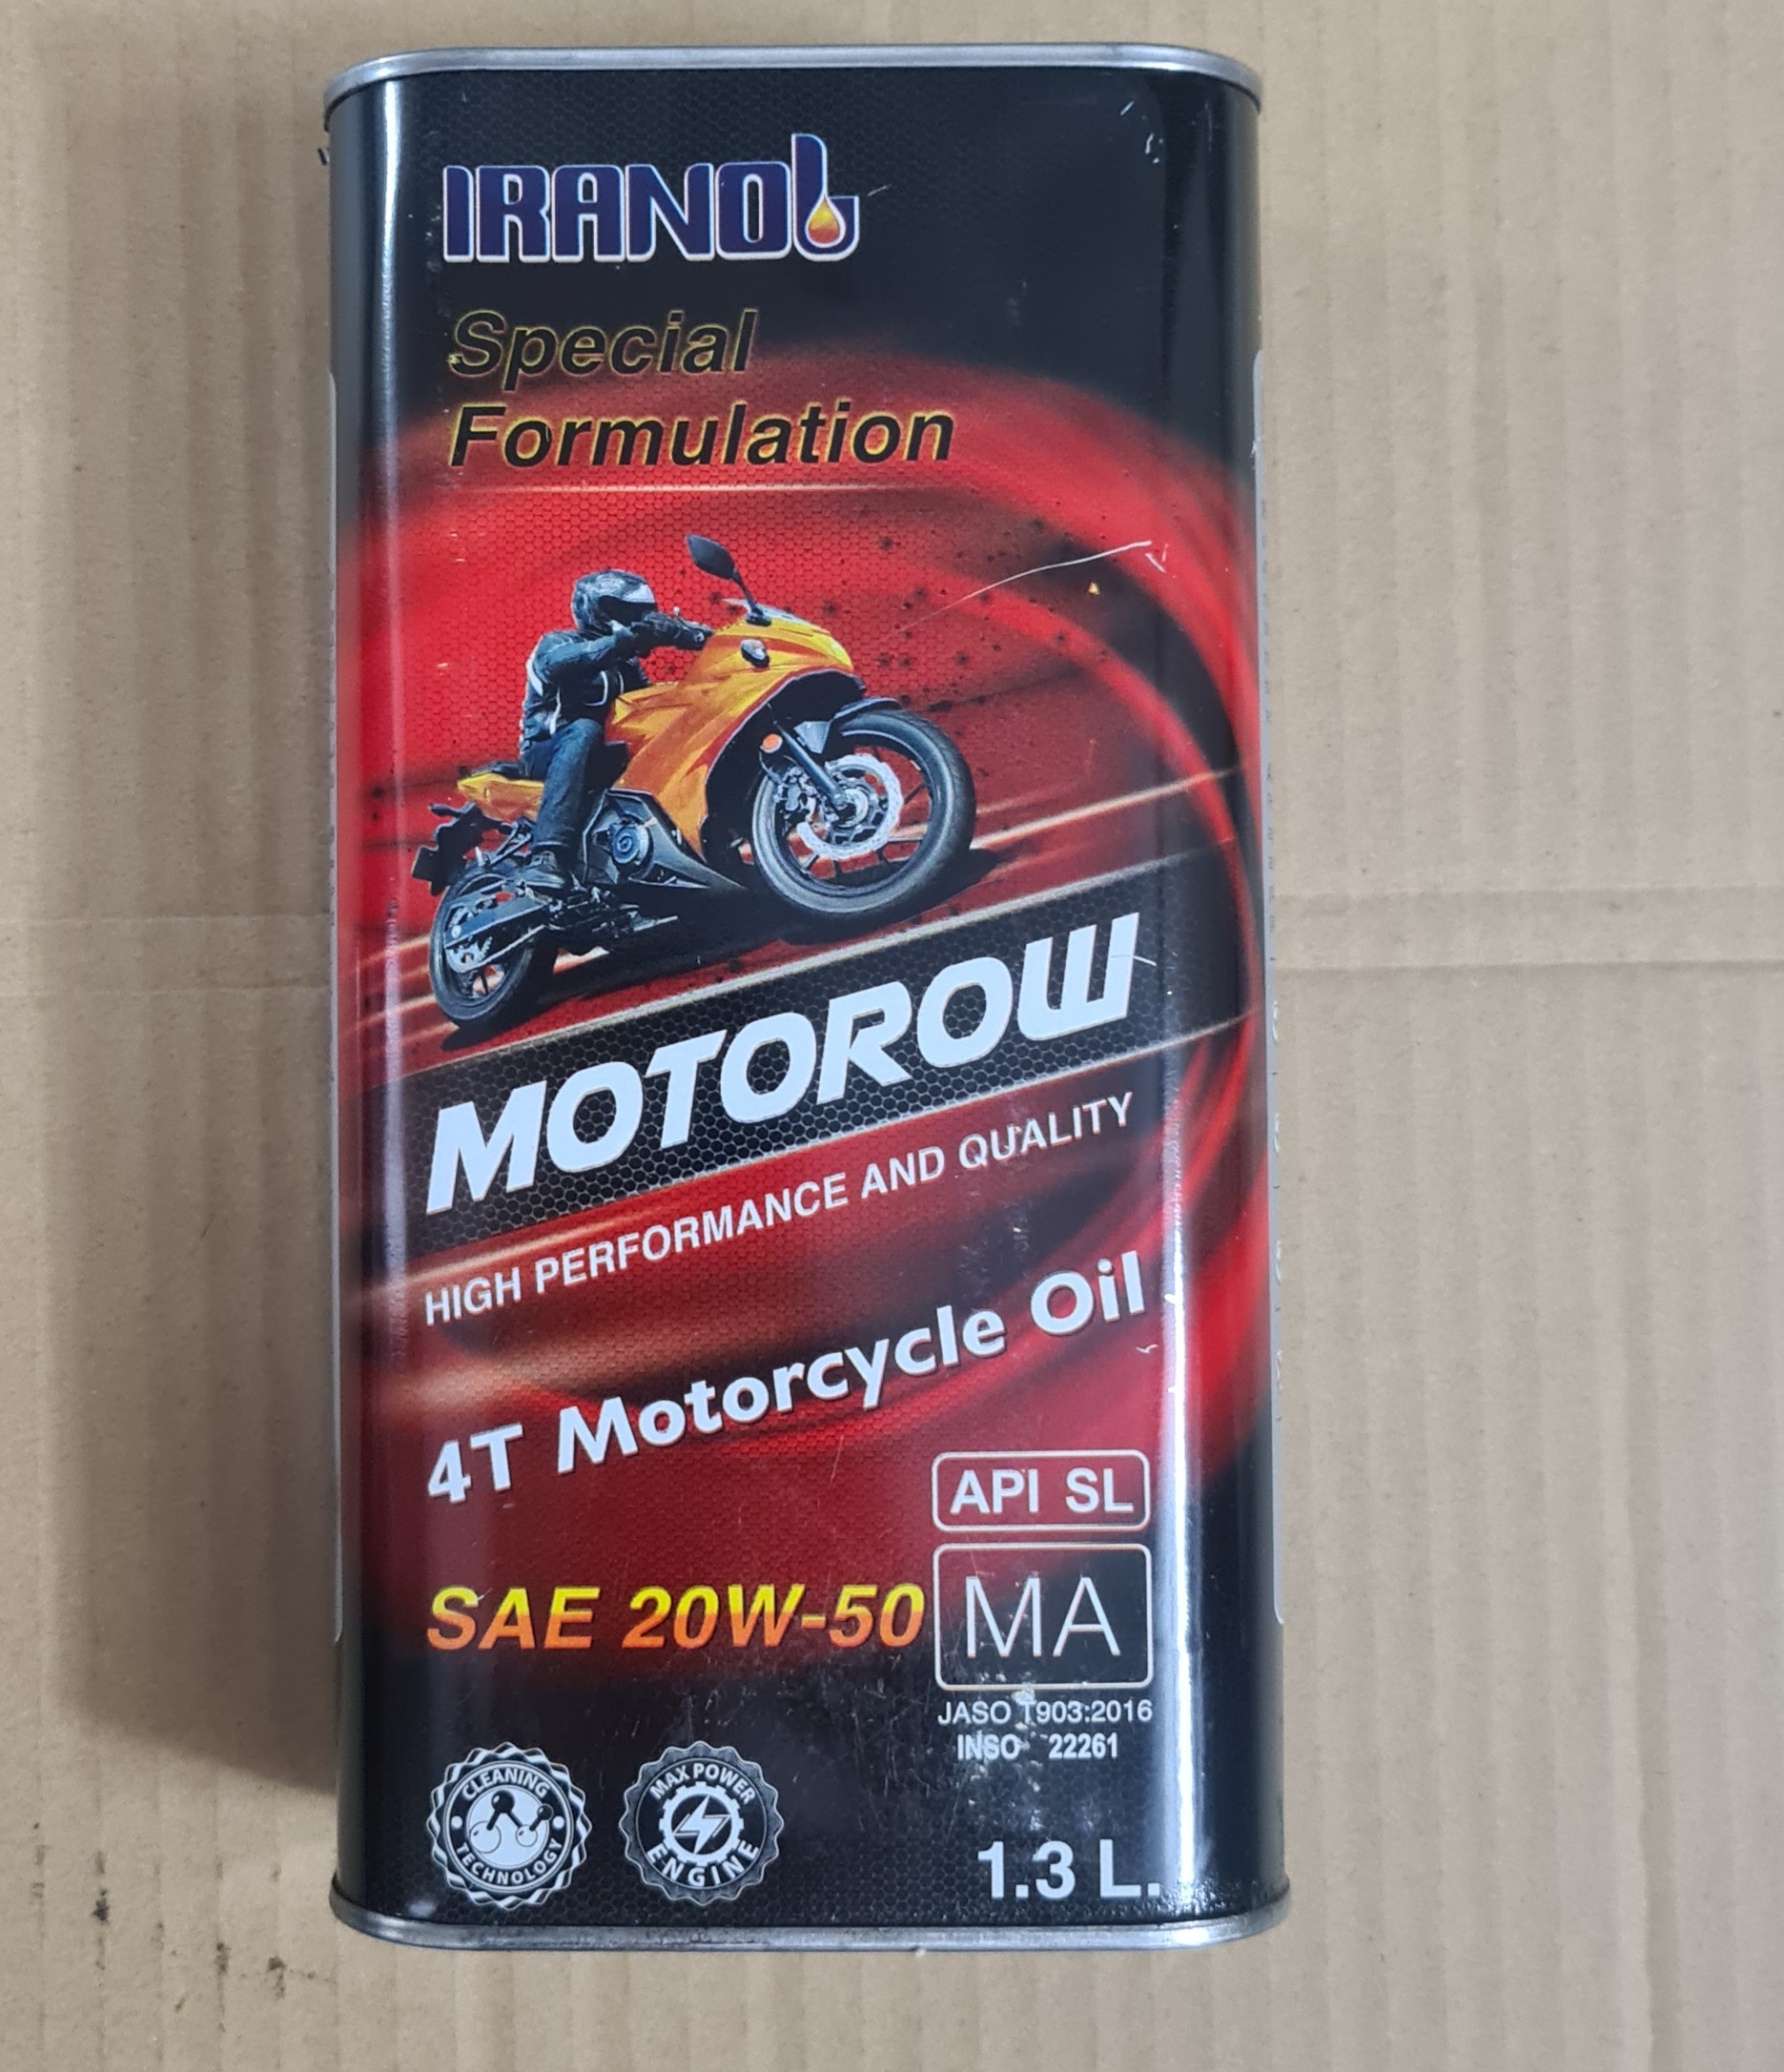 IRANOL
Special
Formulation
MOTOROW
HIGH PERFORMANCE AND QUALITY
4T Motorcycle Oil
API SL
SAE 20W-50
MA
JASO T903:2016
INSO 22261
CLEANING
TECHNOLOGY
MAX POWER
ENGINE
1.3 L.